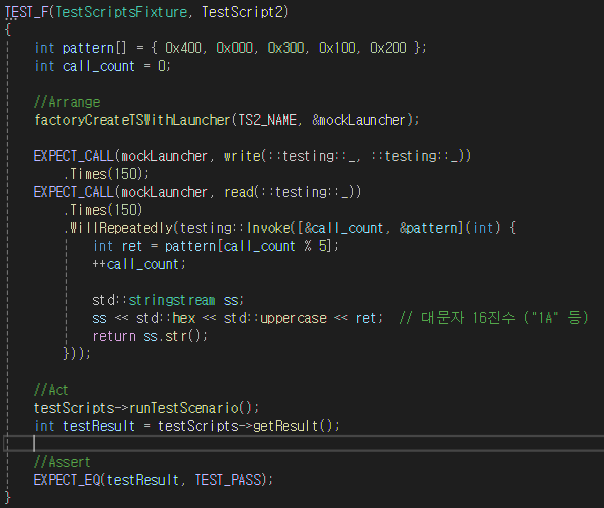 TEST_F(TestScriptsFixture, TestScript2)
{
    int pattern[] = { 0x400, 0x000, 0x300, 0x100, 0x200 };
    int call_count = 0;

    //Arrange
    factoryCreateTSWithLauncher(TS2_NAME, &mockLauncher);

    EXPECT_CALL(mockLauncher, write(::testing::_, ::testing::_))
        .Times(150);
    EXPECT_CALL(mockLauncher, read(::testing::_))
        .Times(150)
        .WillRepeatedly(testing::Invoke([&call_count, &pattern](int) {
            int ret = pattern[call_count % 5];
            ++call_count;

            std::stringstream ss;
            ss << std::hex << std::uppercase << ret;  // 대문자 16진수 ("1A" 등)
            return ss.str();
        }));

    //Act
    testScripts->runTestScenario();
    int testResult = testScripts->getResult();

    //Assert
    EXPECT_EQ(testResult, TEST_PASS);
}